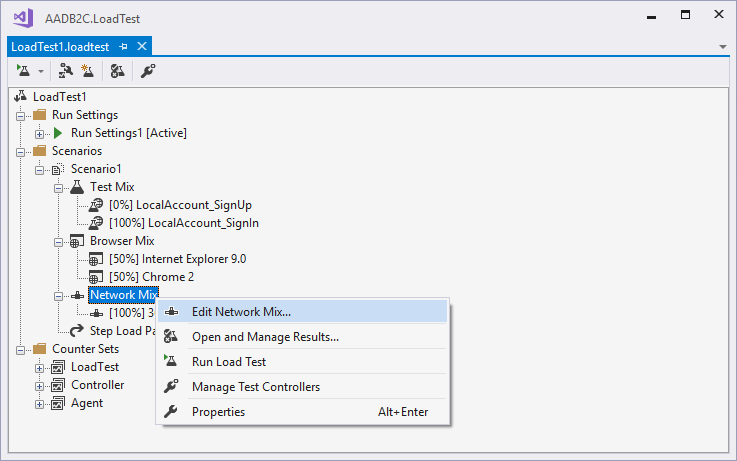 AADB2C.LoadTest
LoadTest1.loadtest
LoadTest1
Run Settings
Run Settings1 [Active]
Scenarios
Scenario1
Test Mix
[0%] LocalAccount_SignUp
[100%] LocalAccount_SignIn
Browser Mix
[50%] Internet Explorer 9.0
[50%] Chrome 2
Network Mix
Edit Network Mix...
[100%] 3
Step Load Pa
Open and Manage Results...
Counter Sets
LoadTest
Run Load Test
Controller
Manage Test Controllers
Agent
Properties Alt+Enter